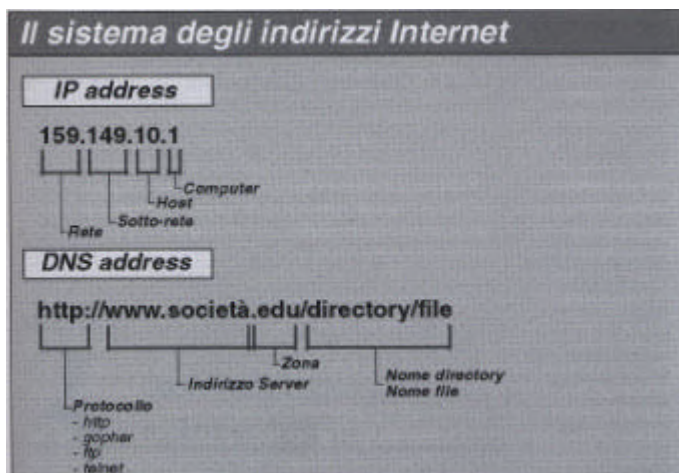 Il sistema degli indirizzi Internet
IP address
159.149.10.1
Computer
Host
Sotto-rete
Rete
DNS address
http://www.società.edu/directory/file
Zona
Indirizzo Server
Nome directory
Nome file
Protocollo
- http
- gopher
- ftp
- telnet